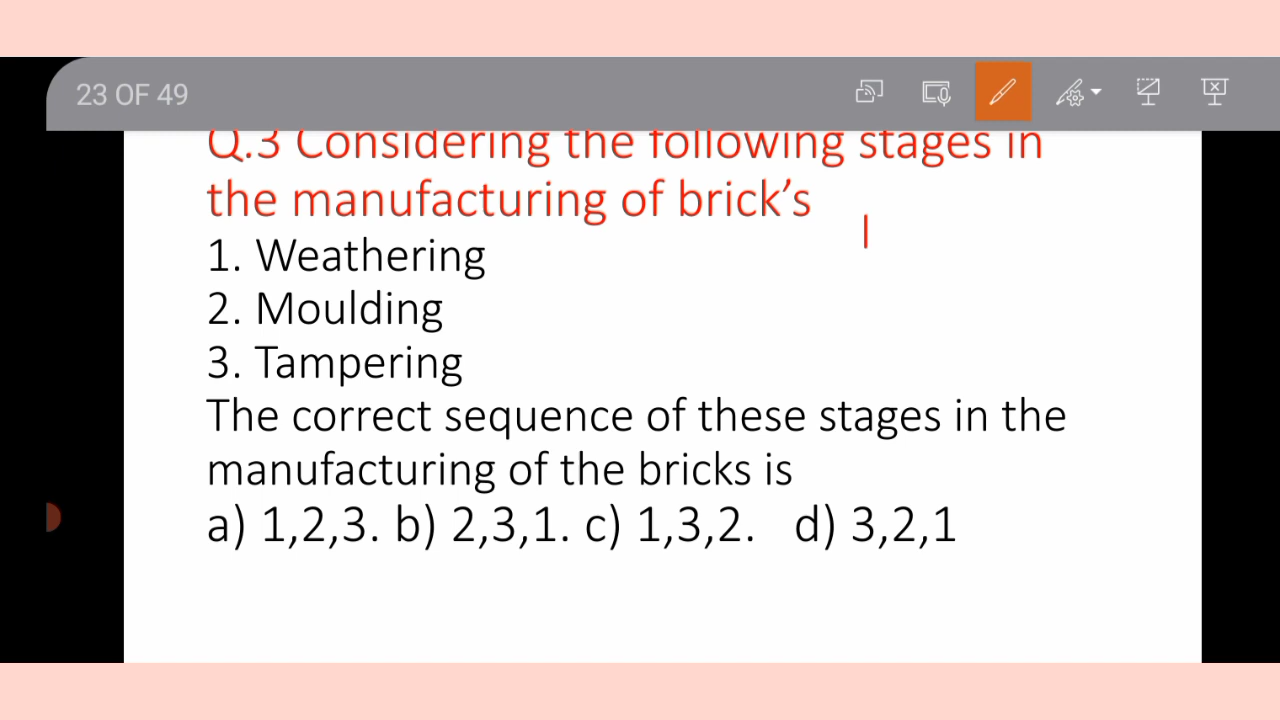 23 OF 49
Q.3 Considering the following stages in
the manufacturing of brick’s
1. Weathering
2. Moulding
3. Tampering
The correct sequence of these stages in the
manufacturing of the bricks is
a) 1,2,3. b) 2,3,1. c) 1,3,2. d) 3,2,1